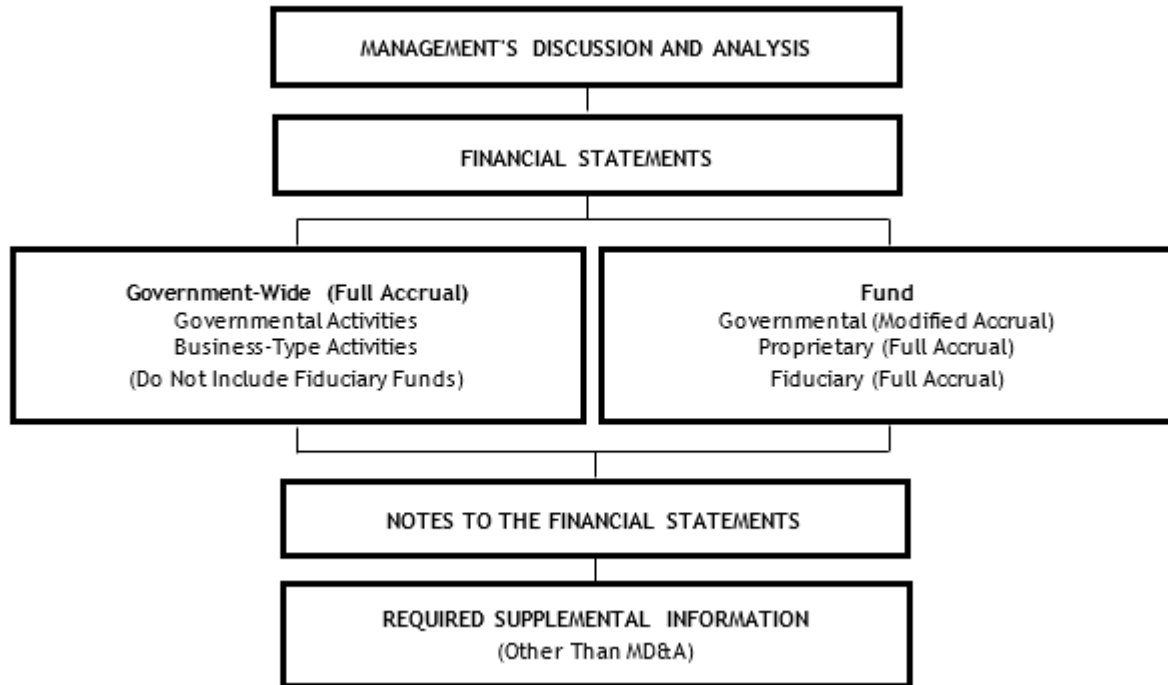 MANAGEMENT'S DISCUSSION AND ANALYSIS
FINANCIAL STATEMENTS
Government-Wide (Full Accrual)
Governmental Activities
Business-Type Activities
(Do Not Include Fiduciary Funds)
Fund
Governmental (Modified Accrual)
Proprietary (Full Accrual)
Fiduciary (Full Accrual)
NOTES TO THE FINANCIAL STATEMENTS
REQUIRED SUPPLEMENTAL INFORMATION
(Other Than MD&A)